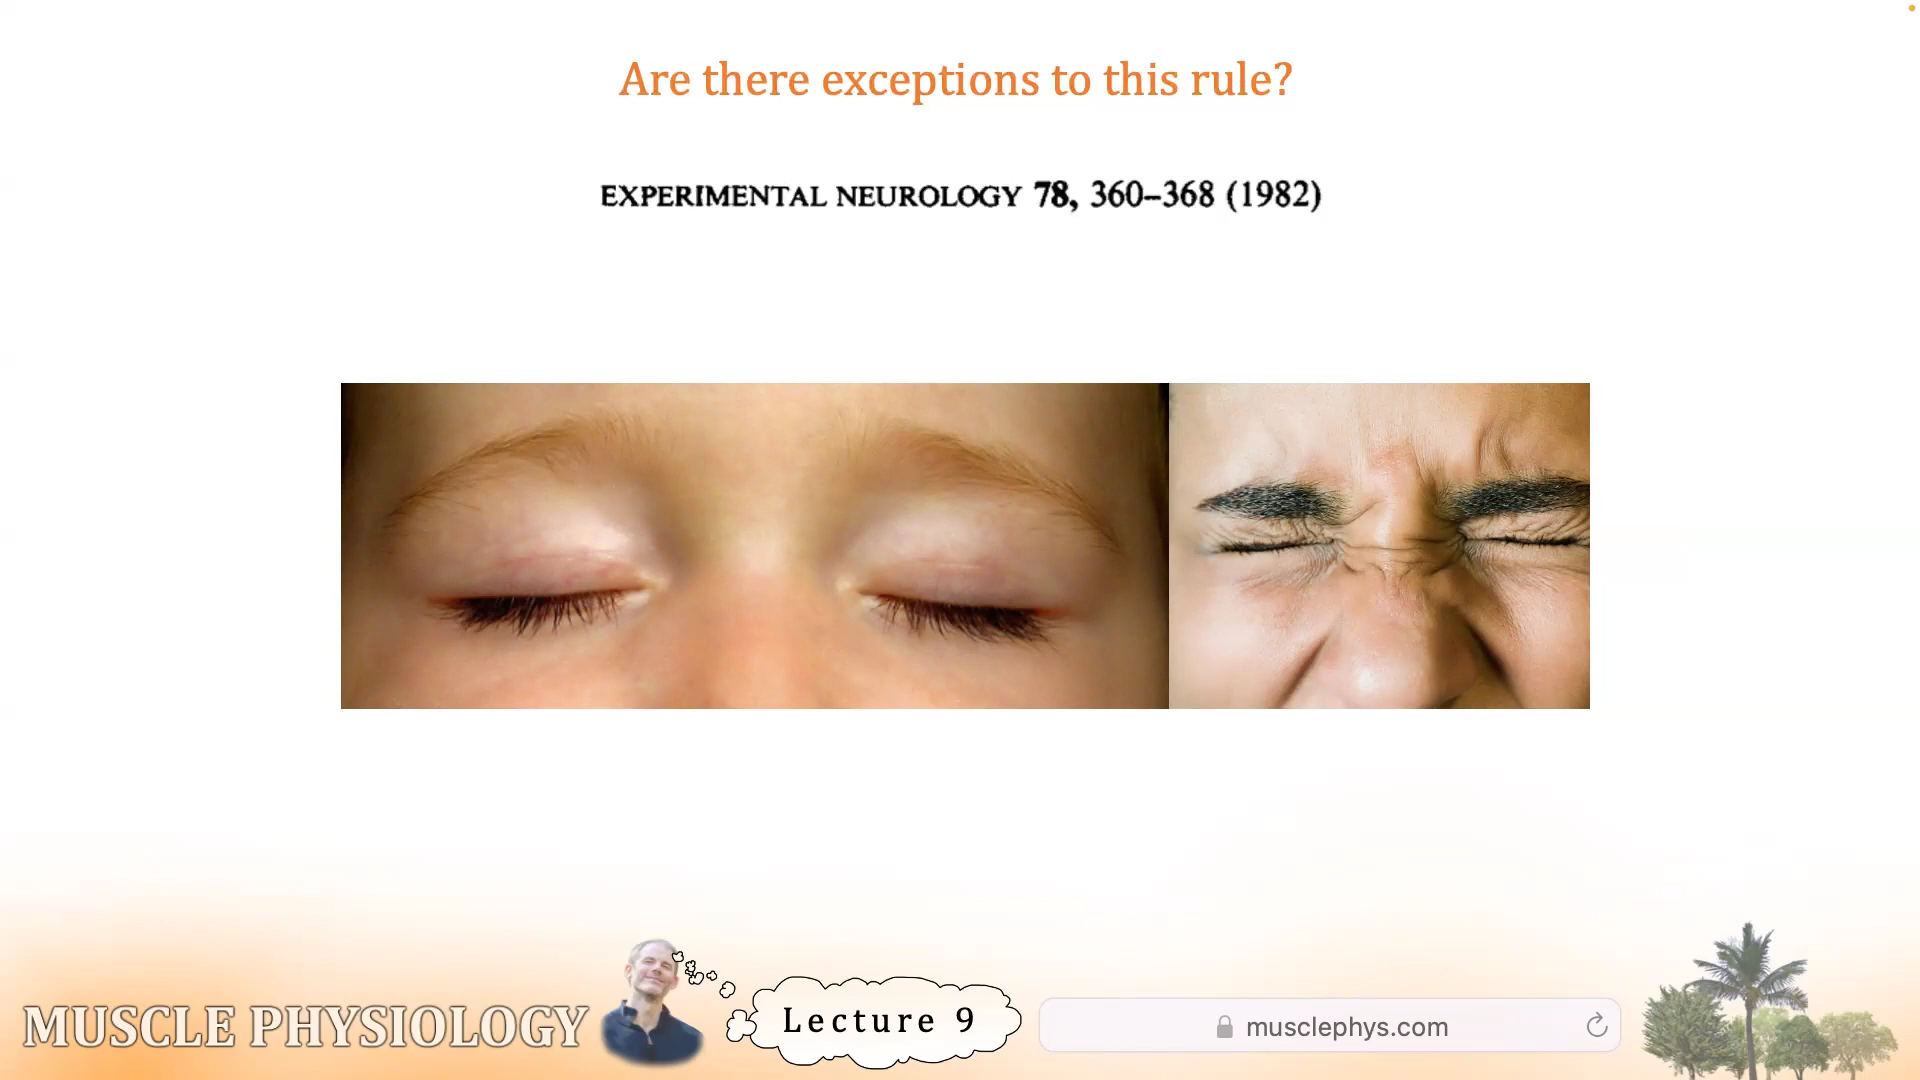 Are there exceptions to this rule?
EXPERIMENTAL NEUROLOGY 78, 360–368 (1982)
MUSCLE PHYSIOLOGY
Lecture 9
musclephys.com